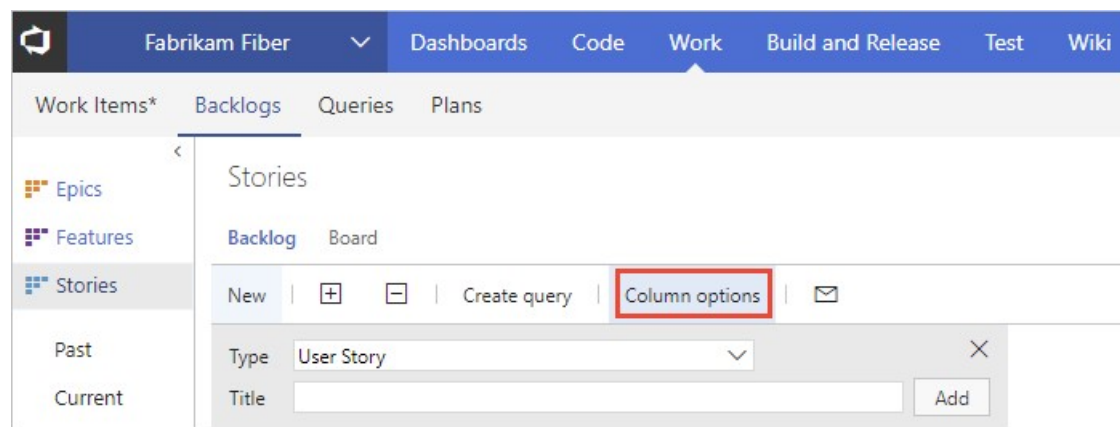 Fabrikam Fiber Dashboards Code Work Build and Release Test Wiki
Work Items* Backlogs Queries Plans
Epics
Features
Stories
Past
Current
Stories
Backlog Board
New Create query Column options
Type User Story
Title Add